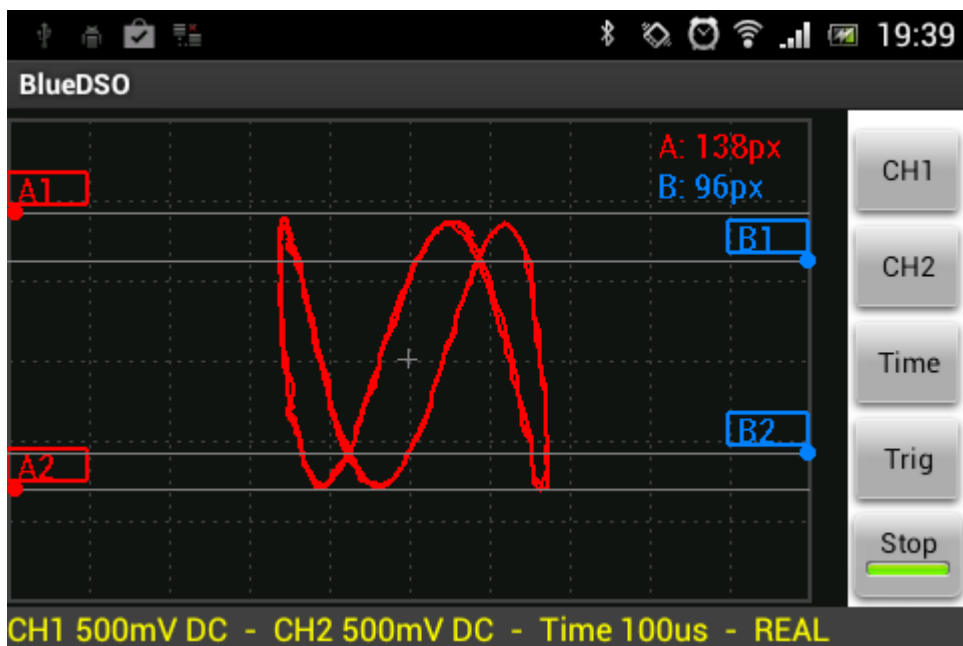 19:39
BlueDSO
A: 138px
B: 96px
A1
B1
B2
A2
CH1
CH2
Time
Trig
Stop
CH1 500mV DC - CH2 500mV DC - Time 100us - REAL